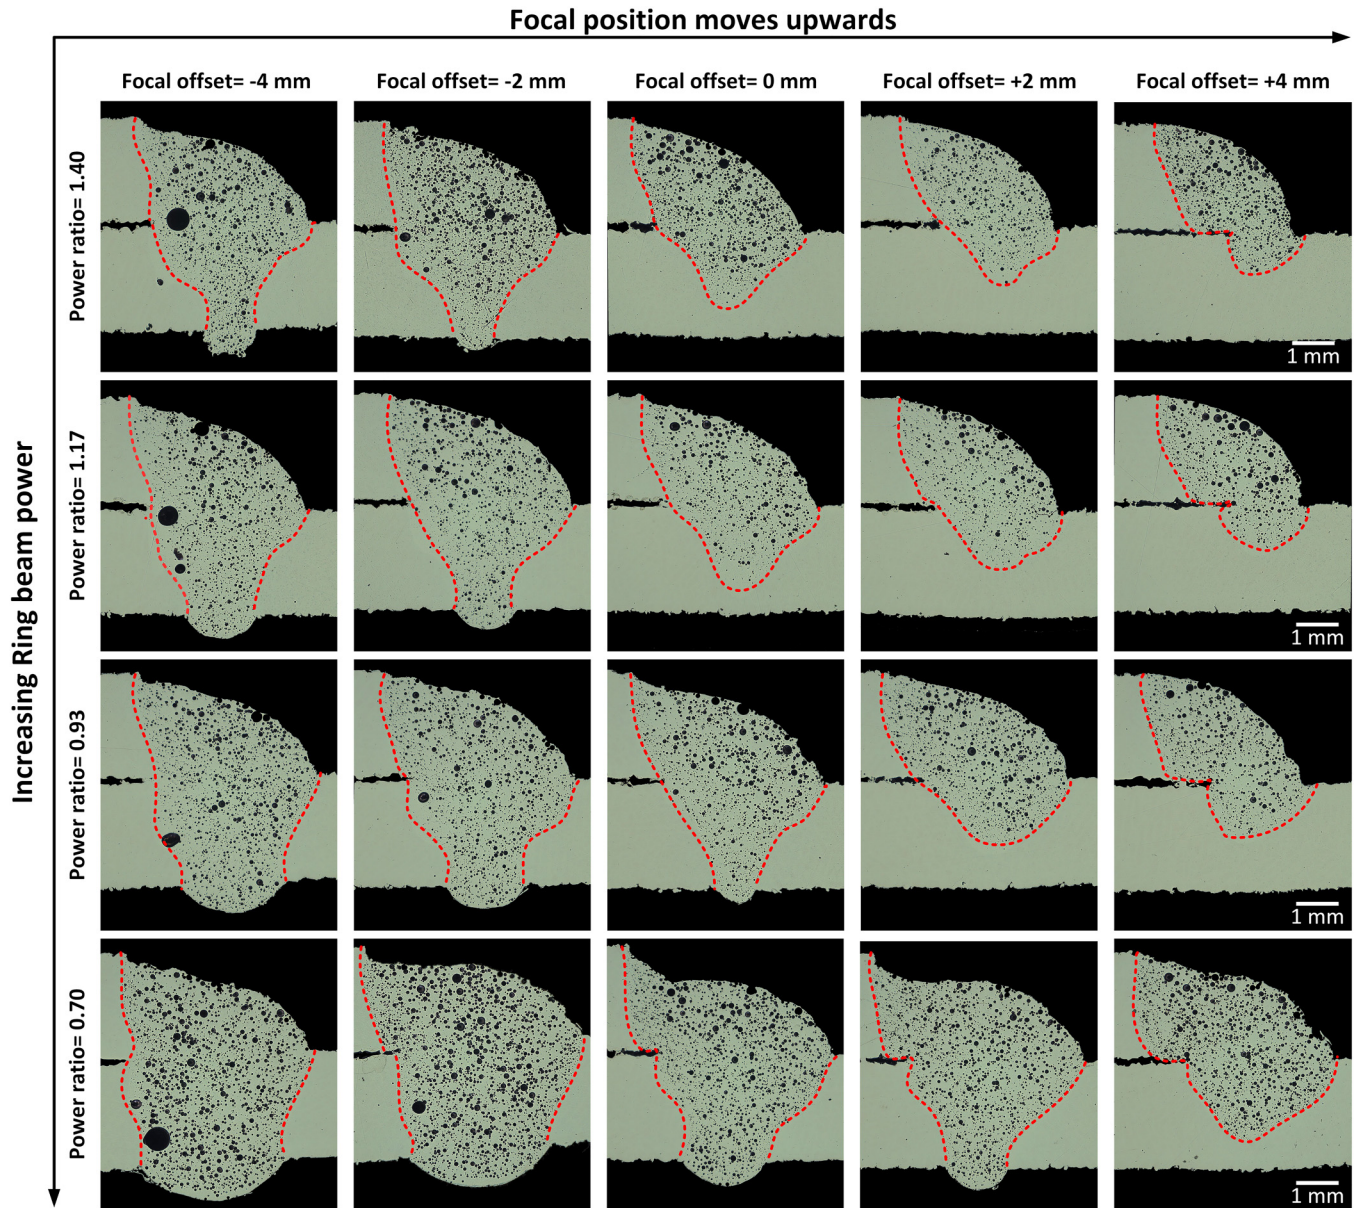 Focal position moves upwards
Focal offset= -4 mm
Focal offset= -2 mm
Focal offset= 0 mm
Focal offset= +2 mm
Focal offset= +4 mm
Increasing Ring beam power
Power ratio= 1.40
1 mm
Power ratio= 1.17
1 mm
Power ratio= 0.93
1 mm
Power ratio= 0.70
1 mm